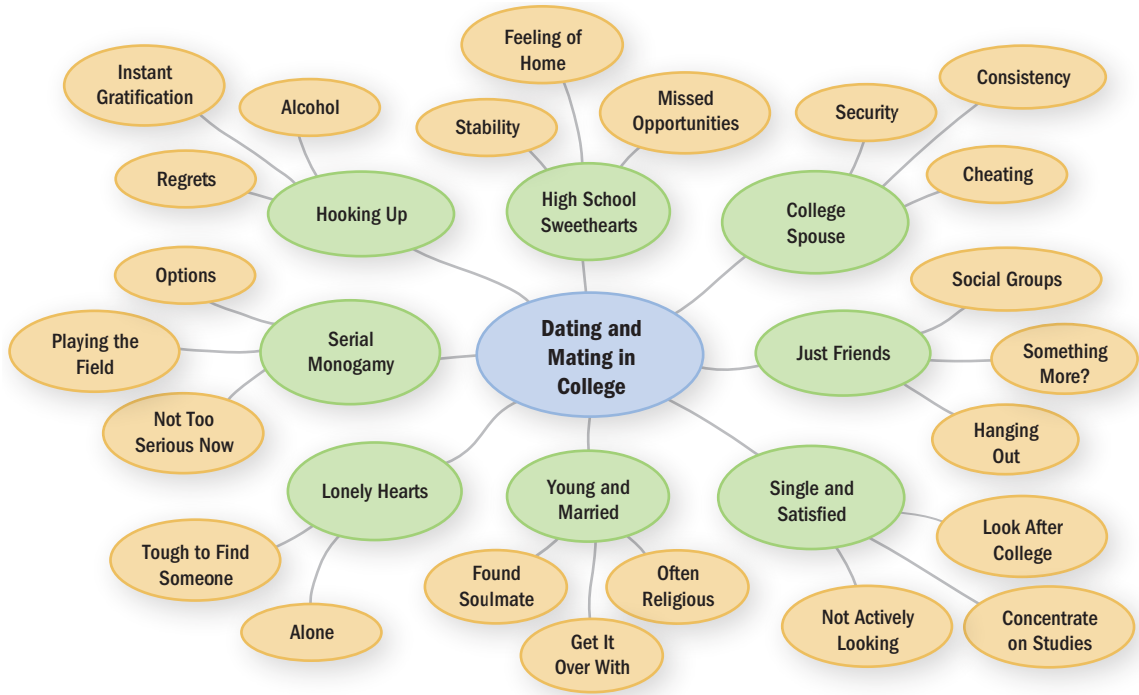 Dating and
Mating in
College
Hooking Up
Instant
Gratification
Alcohol
Regrets
High School
Sweethearts
Feeling of
Home
Stability
Missed
Opportunities
College
Spouse
Security
Consistency
Cheating
Just Friends
Social Groups
Something
More?
Hanging
Out
Single and
Satisfied
Look After
College
Concentrate
on Studies
Not Actively
Looking
Young and
Married
Found
Soulmate
Get It
Over With
Often
Religious
Lonely Hearts
Tough to Find
Someone
Alone
Serial
Monogamy
Options
Playing the
Field
Not Too
Serious Now